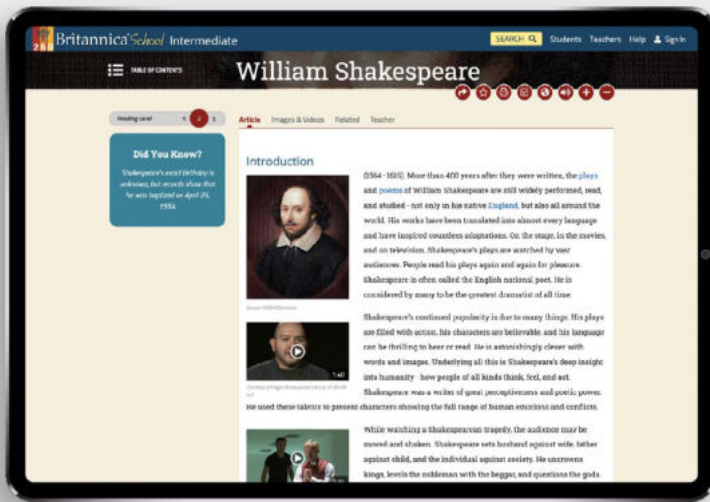 250 Britannica School Intermediate
SEARCH Students Teachers Help Sign In
TABLE OF CONTENTS
William Shakespeare
Reading Level 1 2 3
Article Images & Videos Related Teacher
Did You Know?
Shakespeare's exact birthday is
unknown, but records show that
he was baptized on April 26,
1564.
Introduction
(1564–1616). More than 400 years after they were written, the plays
and poems of William Shakespeare are still widely performed, read,
and studied—not only in his native England, but also all around the
world. His works have been translated into almost every language
and have inspired countless adaptations. On the stage, in the movies,
and on television, Shakespeare's plays are watched by vast
audiences. People read his plays again and again for pleasure.
Shakespeare is often called the English national poet. He is
considered by many to be the greatest dramatist of all time.
Shakespeare's continued popularity is due to many things. His plays
are filled with action, his characters are believable, and his language
can be thrilling to hear or read. He is astonishingly clever with
words and images. Underlying all this is Shakespeare's deep insight
into humanity—how people of all kinds think, feel, and act.
Shakespeare was a writer of great perceptiveness and poetic power.
He used these talents to present characters showing the full range of human emotions and conflicts.
1:40
While watching a Shakespearean tragedy, the audience may be
moved and shaken. Shakespeare sets husband against wife, father
against child, and the individual against society. He uncrowns
kings, levels the nobleman with the beggar, and questions the gods.